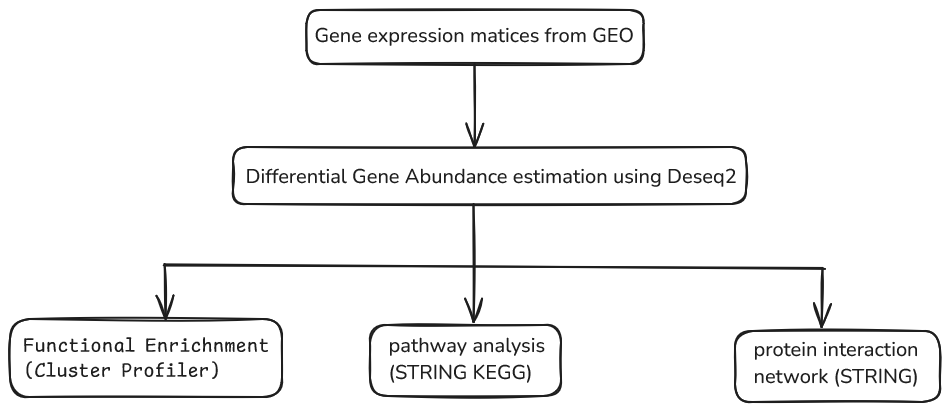 Gene expression matices from GEO
Differential Gene Abundance estimation using Deseq2
Functional Enrichnment
(Cluster Profiler)
pathway analysis
(STRING KEGG)
protein interaction
network (STRING)